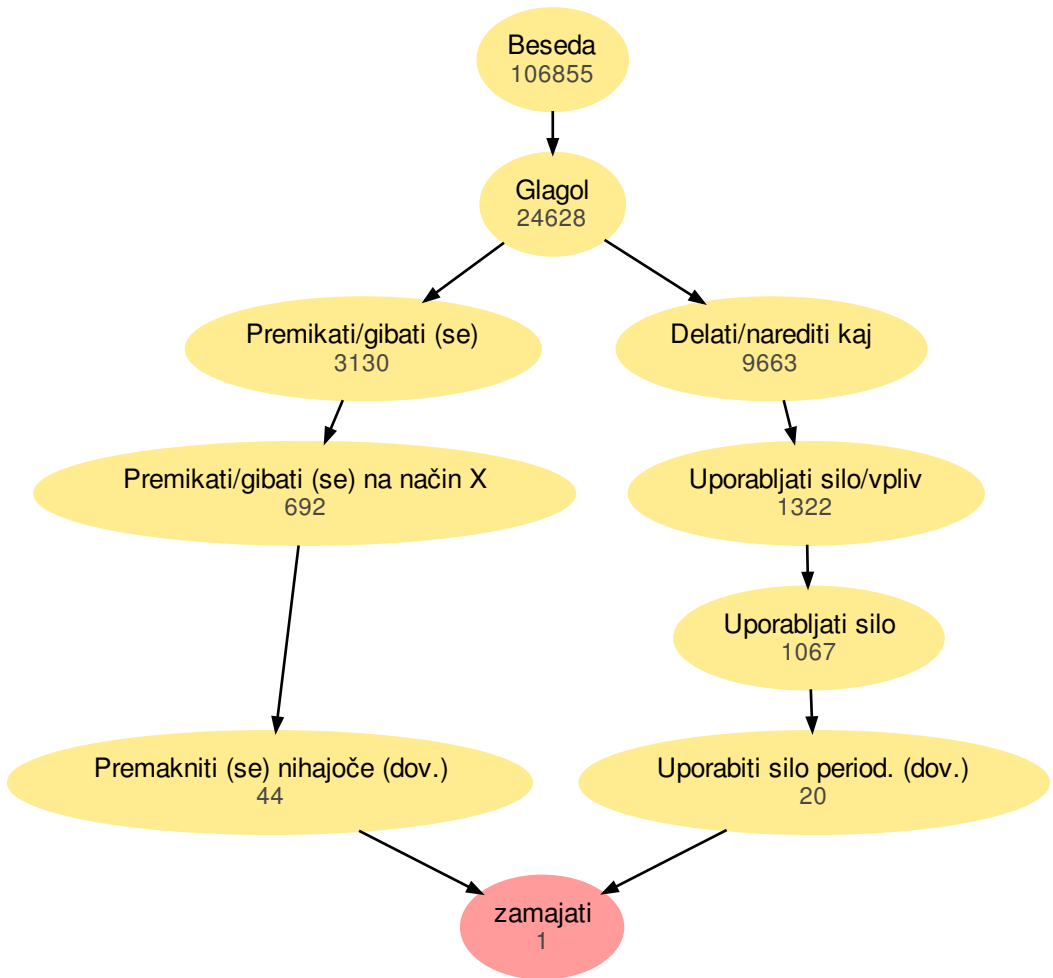 Beseda
106855
Glagol
24628
Premikati/gibati (se)
3130
Delati/narediti kaj
9663
Premikati/gibati (se) na način X
692
Uporabljati silo/vpliv
1322
Uporabljati silo
1067
Premakniti (se) nihajoče (dov.)
44
Uporabiti silo period. (dov.)
20
zamajati
1